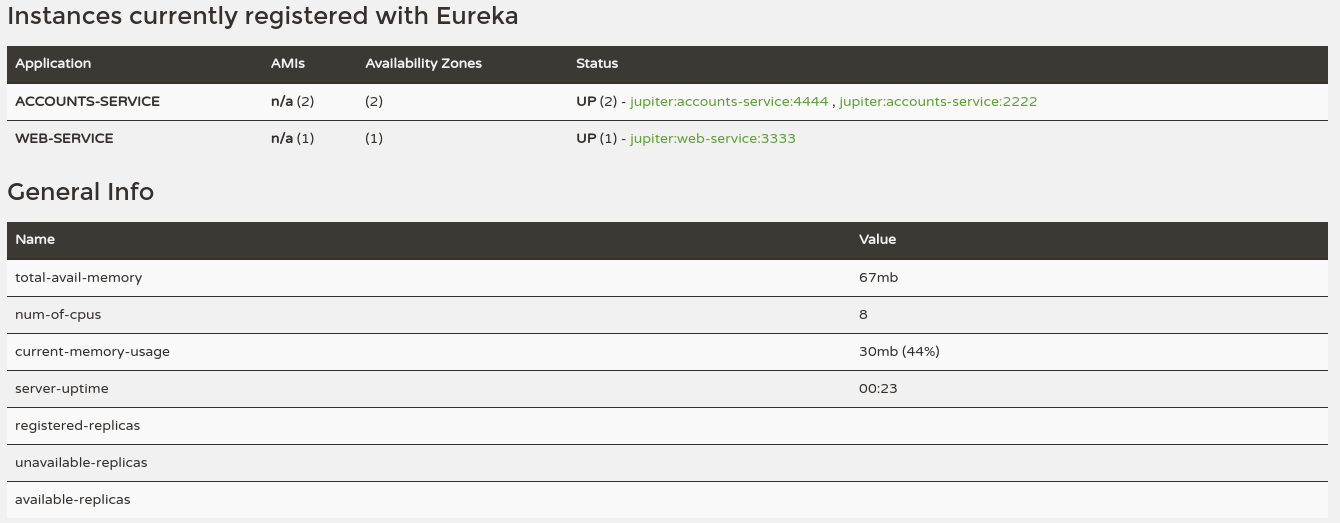 Instances currently registered with Eureka
Application AMIs Availability Zones Status
ACCOUNTS-SERVICE n/a (2) (2) UP (2) - jupiter:accounts-service:4444 , jupiter:accounts-service:2222
WEB-SERVICE n/a (1) (1) UP (1) - jupiter:web-service:3333
General Info
Name Value
total-avail-memory 67mb
num-of-cpus 8
current-memory-usage 30mb (44%)
server-uptime 00:23
registered-replicas
unavailable-replicas
available-replicas